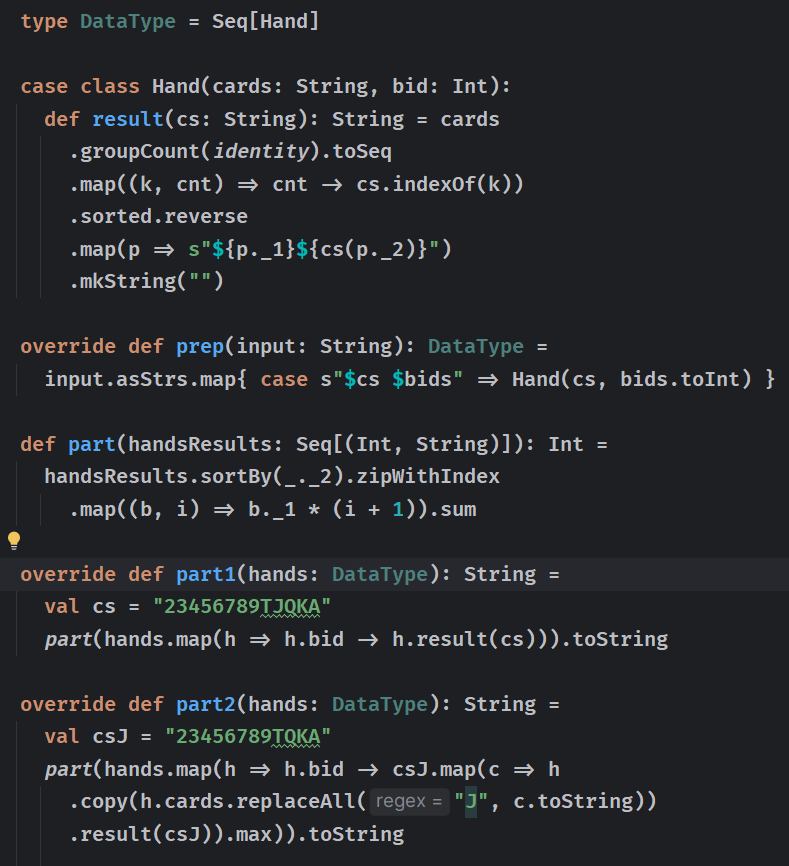 type DataType = Seq[Hand]
case class Hand(cards: String, bid: Int):
def result(cs: String): String = cards
.groupCount(identity).toSeq
.map((k, cnt) ⇒ cnt → cs.indexOf(k))
.sorted.reverse
.map(p ⇒ s"${p._1}${cs(p._2)}")
.mkString("")
override def prep(input: String): DataType =
input.asStrs.map{ case s"$cs $bids" ⇒ Hand(cs, bids.toInt) }
def part(handsResults: Seq[(Int, String)]): Int =
handsResults.sortBy(_._2).zipWithIndex
.map((b, i) ⇒ b._1 * (i + 1)).sum
override def part1(hands: DataType): String =
val cs = "23456789TJQKA"
part(hands.map(h ⇒ h.bid → h.result(cs))).toString
override def part2(hands: DataType): String =
val csJ = "23456789TQKA"
part(hands.map(h ⇒ h.bid → csJ.map(c ⇒ h
.copy(h.cards.replaceAll( regex = "J", c.toString))
.result(csJ)).max)).toString